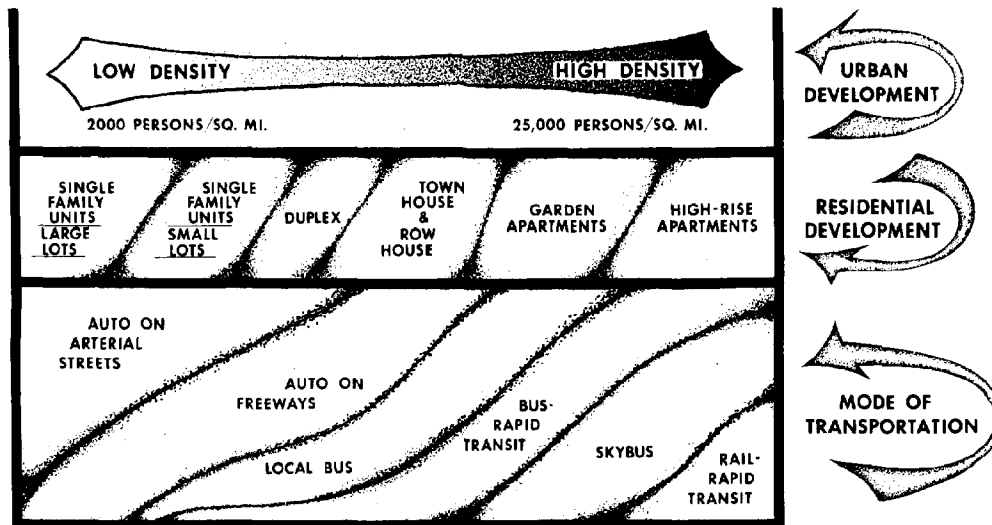 LOW DENSITY
HIGH DENSITY
2000 PERSONS/SQ. MI.
25,000 PERSONS/SQ. MI.
URBAN
DEVELOPMENT
SINGLE
FAMILY
UNITS
LARGE
LOTS
SINGLE
FAMILY
UNITS
SMALL
LOTS
DUPLEX
TOWN
HOUSE
&
ROW
HOUSE
GARDEN
APARTMENTS
HIGH-RISE
APARTMENTS
RESIDENTIAL
DEVELOPMENT
AUTO ON
ARTERIAL
STREETS
AUTO ON
FREEWAYS
LOCAL BUS
BUS-
RAPID
TRANSIT
SKYBUS
RAIL-
RAPID
TRANSIT
MODE OF
TRANSPORTATION